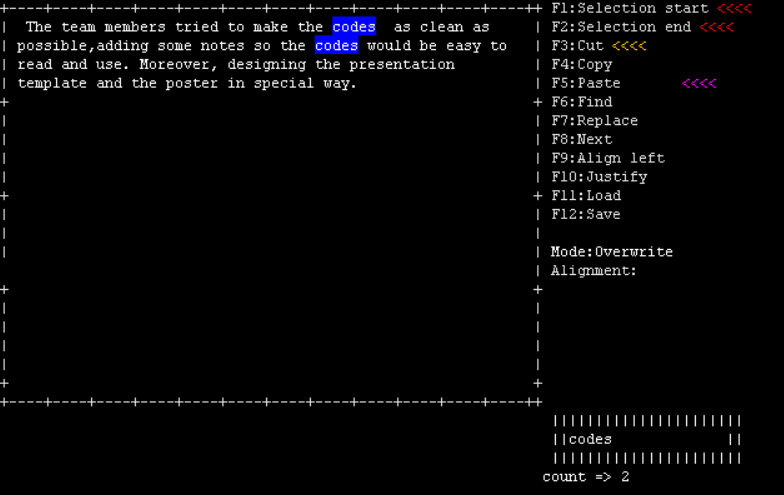 The team members tried to make the codes  as clean as
possible,adding some notes so the codes would be easy to
read and use. Moreover, designing the presentation
template and the poster in special way.
F1:Selection start <<<<
F2:Selection end <<<<
F3:Cut <<<<
F4:Copy
F5:Paste <<<<
F6:Find
F7:Replace
F8:Next
F9:Align left
F10:Justify
F11:Load
F12:Save
Mode:Overwrite
Alignment:
codes
count => 2